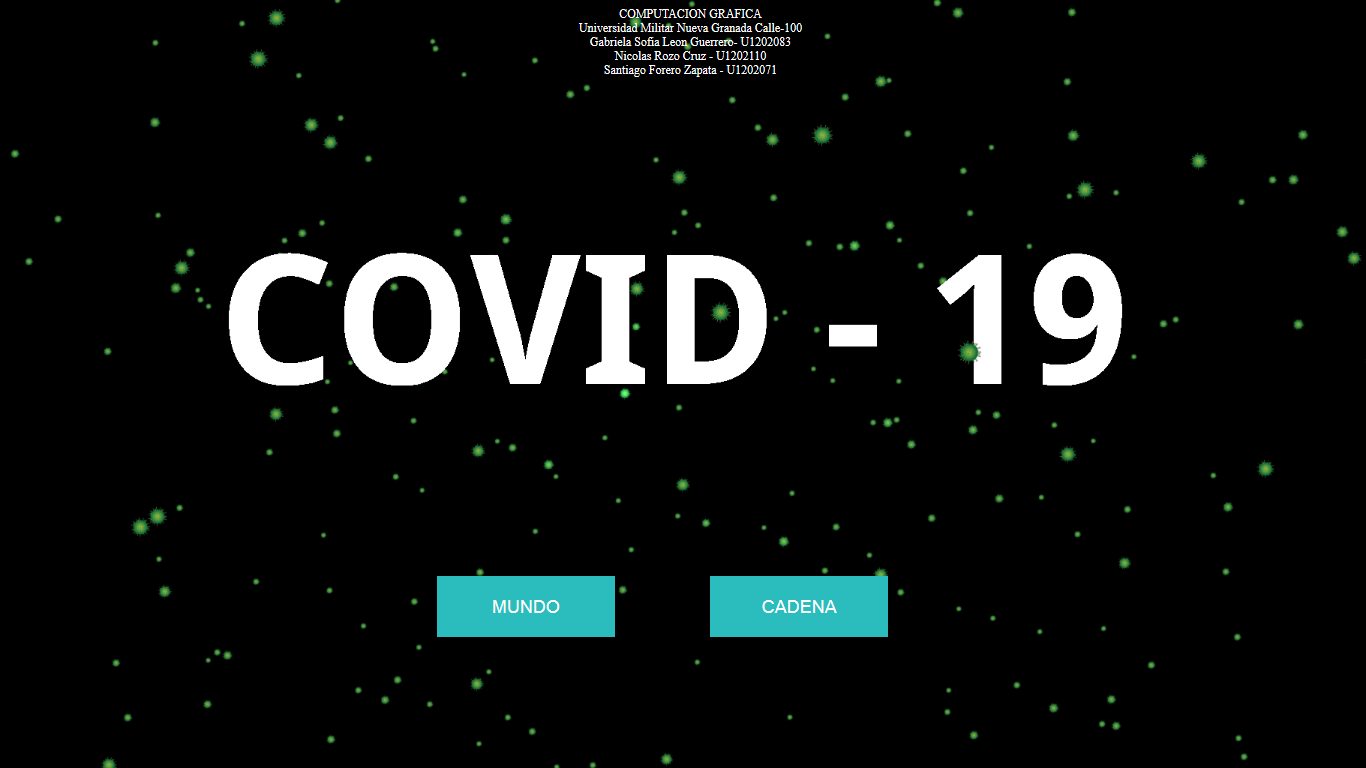 COMPUTACION GRAFICA
Universidad Militar Nueva Granada Calle-100
Gabriela Sofia Leon Guerrero- U1202083
Nicolas Rozo Cruz - U1202110
Santiago Forero Zapata - U1202071
COVID - 19
MUNDO
CADENA